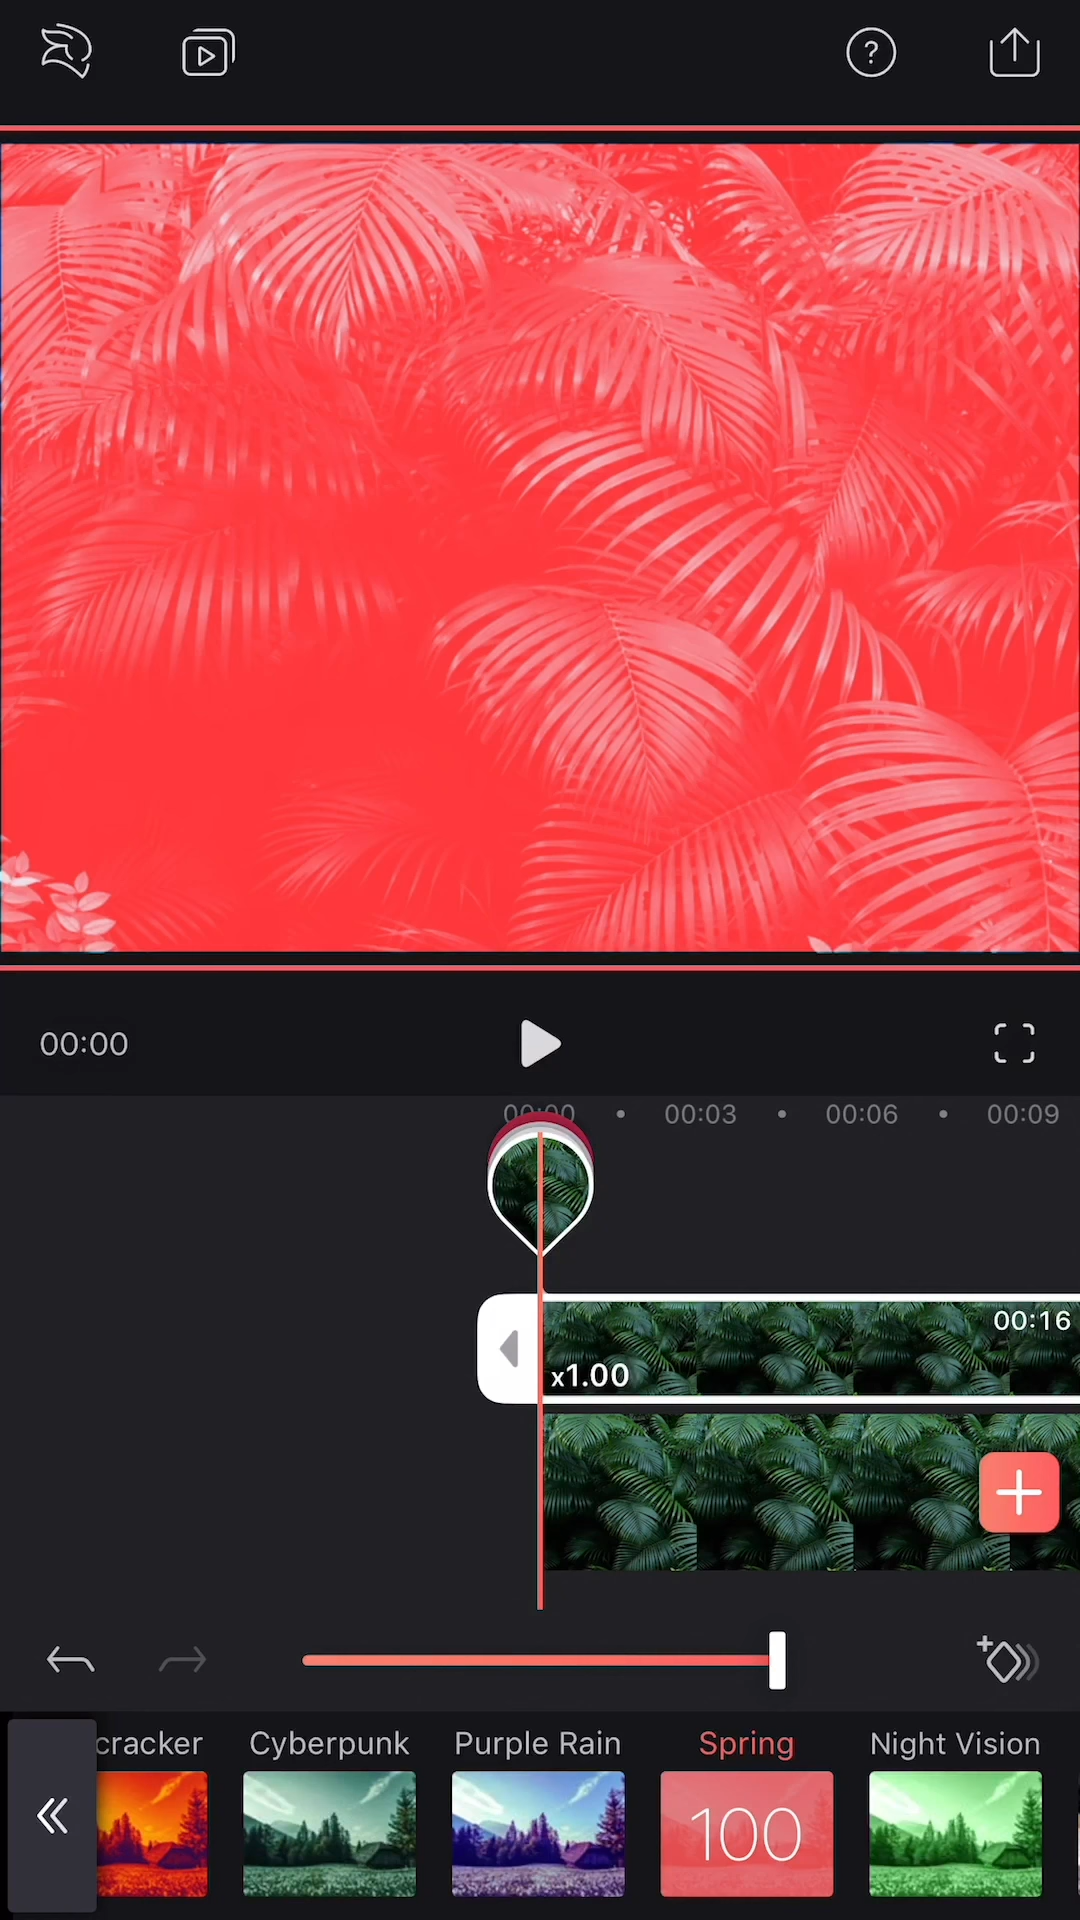 ?
00:00
00:00 • 00:03 • 00:06 • 00:09
00:16
x1.00
cracker Cyberpunk Purple Rain Spring Night Vision
100